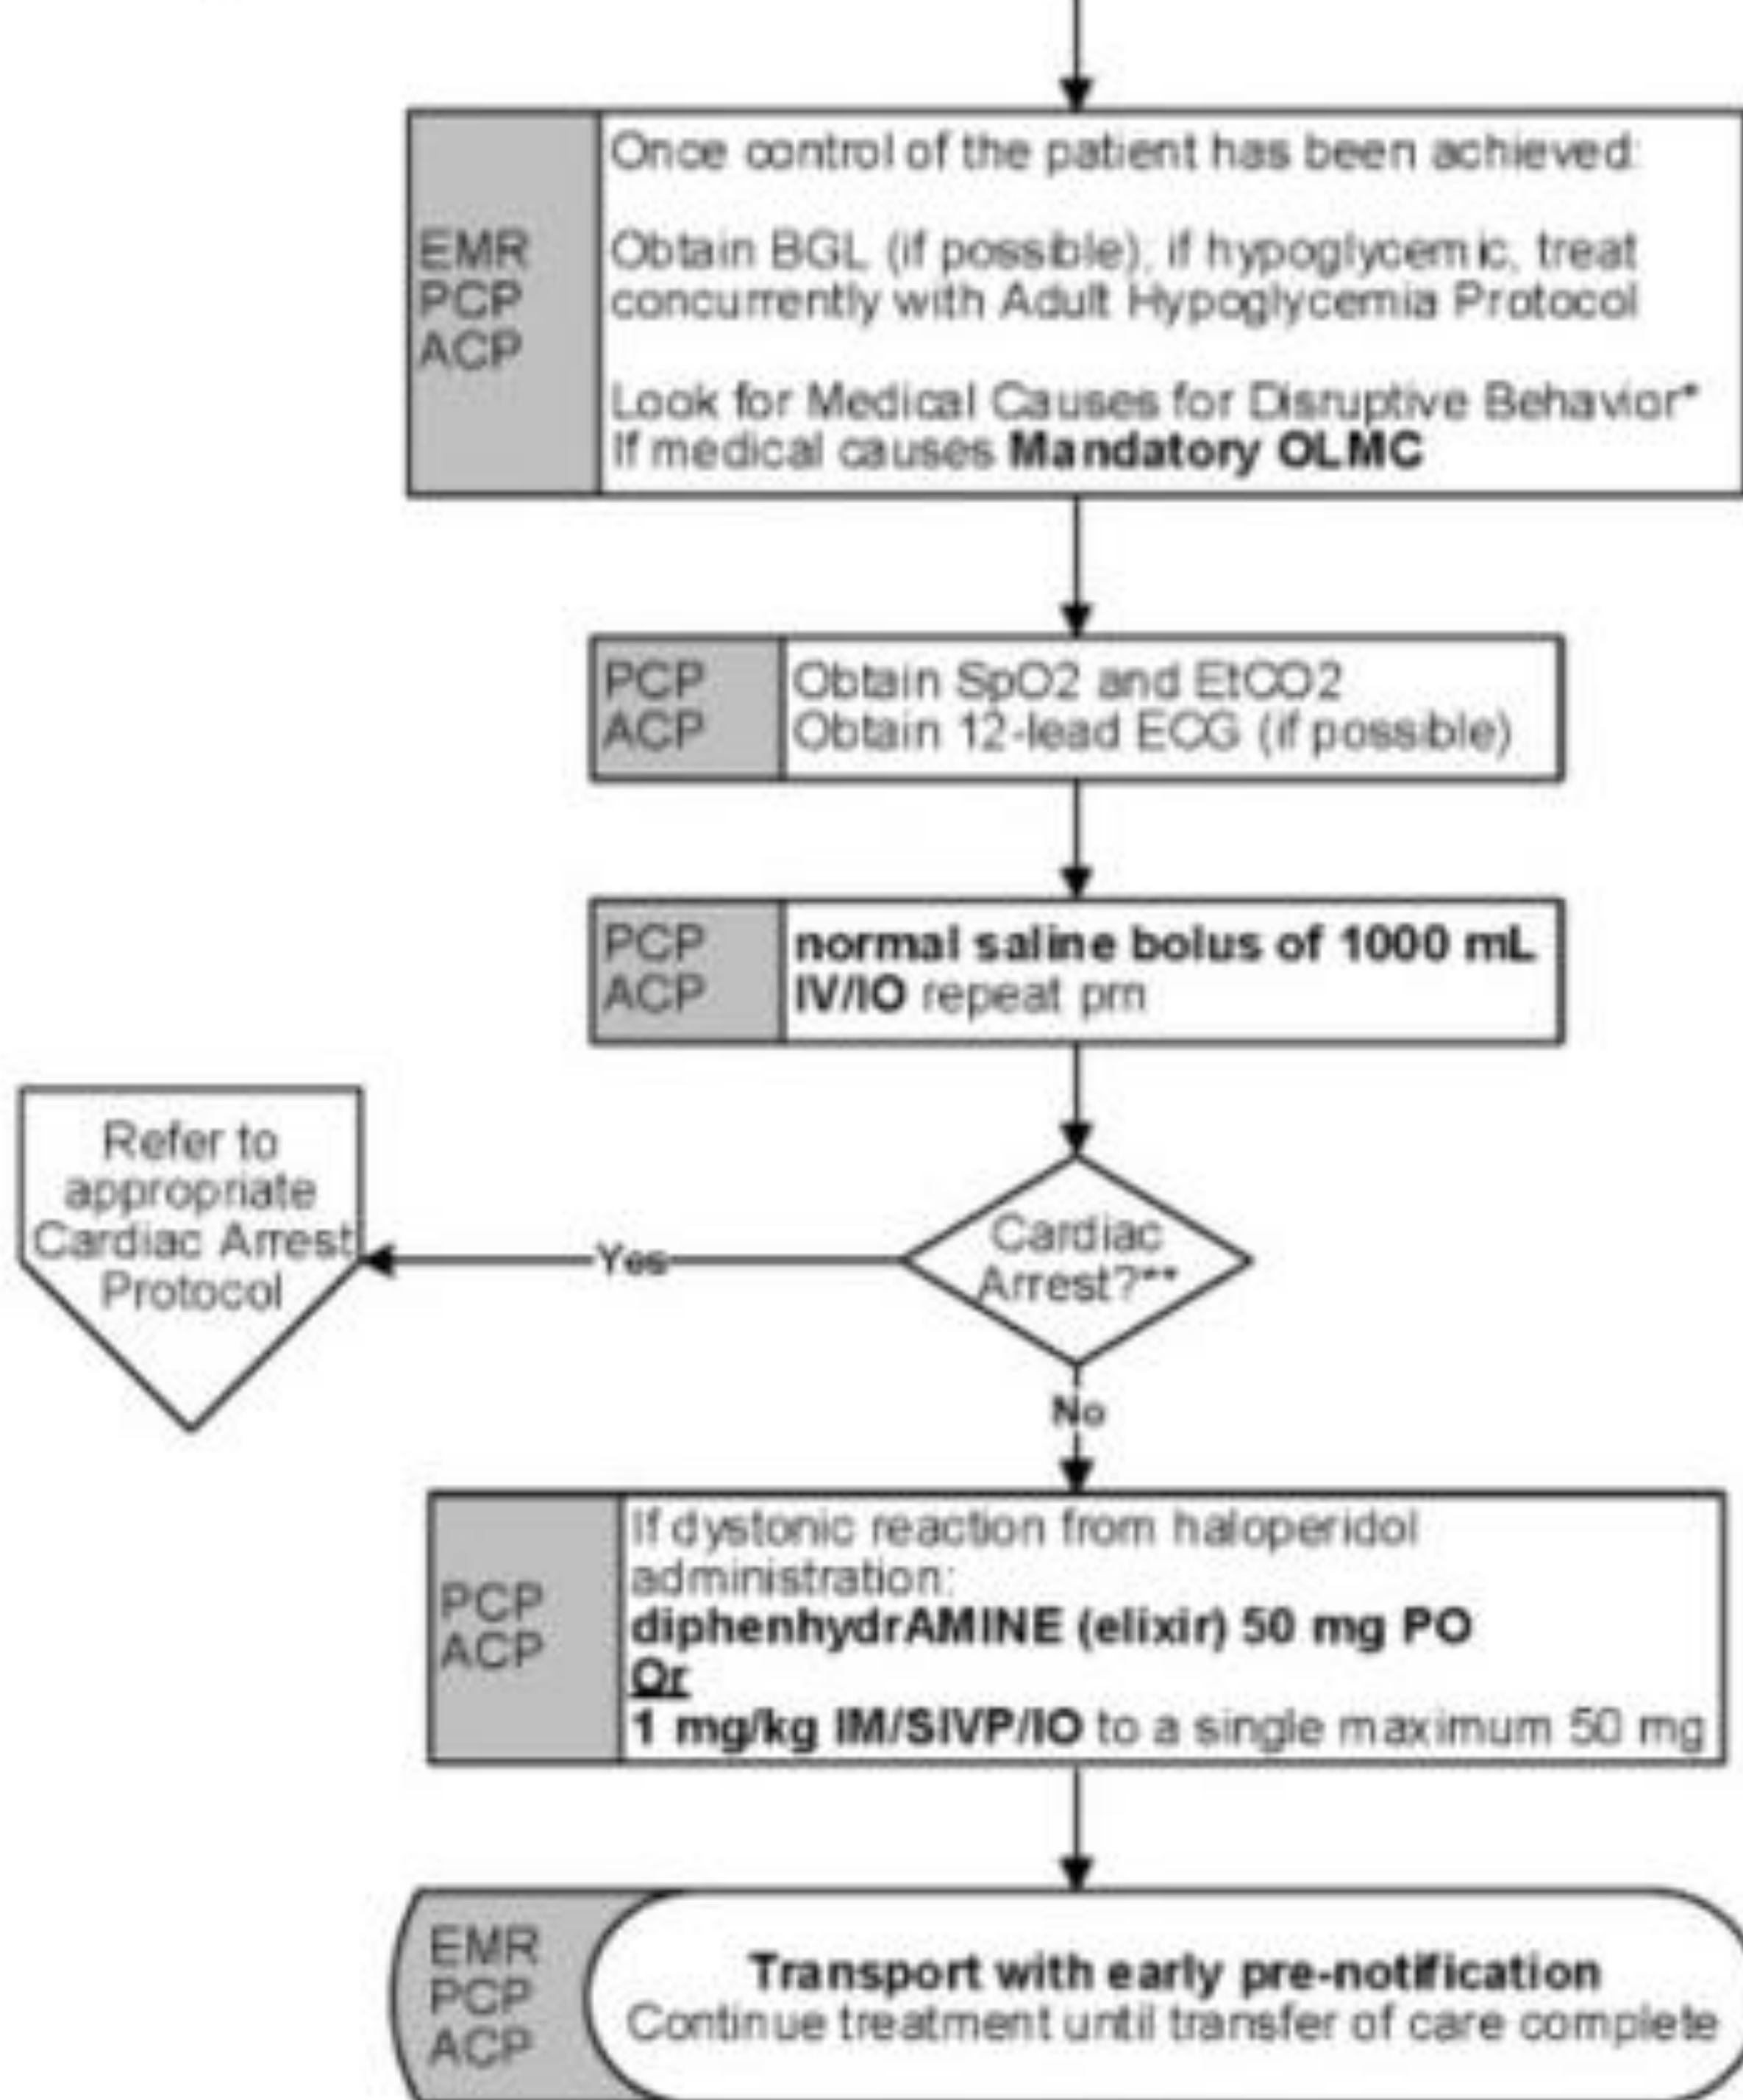 Once control of the patient has been achieved:
EMR
PCP
ACP
Obtain BGL (if possible), if hypoglycemic, treat
concurrently with Adult Hypoglycemia Protocol
Look for Medical Causes for Disruptive Behavior*
If medical causes Mandatory OLMC
PCP
ACP
Obtain SpO2 and EtCO2
Obtain 12-lead ECG (if possible)
PCP
ACP
normal saline bolus of 1000 mL
IV/IO repeat prn
Refer to
appropriate
Cardiac Arrest
Protocol
Yes
Cardiac
Arrest?**
No
PCP
ACP
If dystonic reaction from haloperidol
administration:
diphenhydrAMINE (elixir) 50 mg PO
Or
1 mg/kg IM/SIVP/IO to a single maximum 50 mg
EMR
PCP
ACP
Transport with early pre-notification
Continue treatment until transfer of care complete